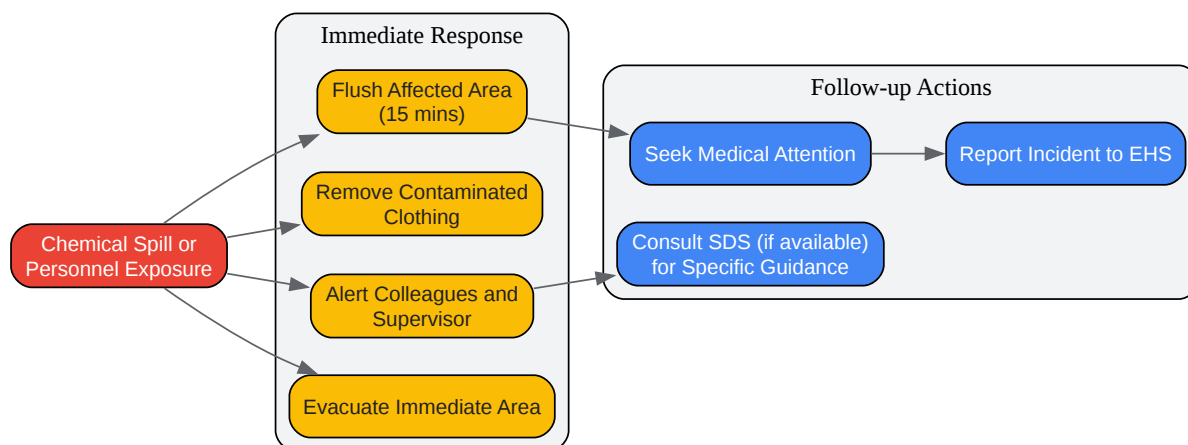 Immediate Response
Flush Affected Area
(15 mins)
Remove Contaminated
Clothing
Chemical Spill or
Personnel Exposure
Alert Colleagues and
Supervisor
Evacuate Immediate Area
Follow-up Actions
Seek Medical Attention
Report Incident to EHS
Consult SDS (if available)
for Specific Guidance